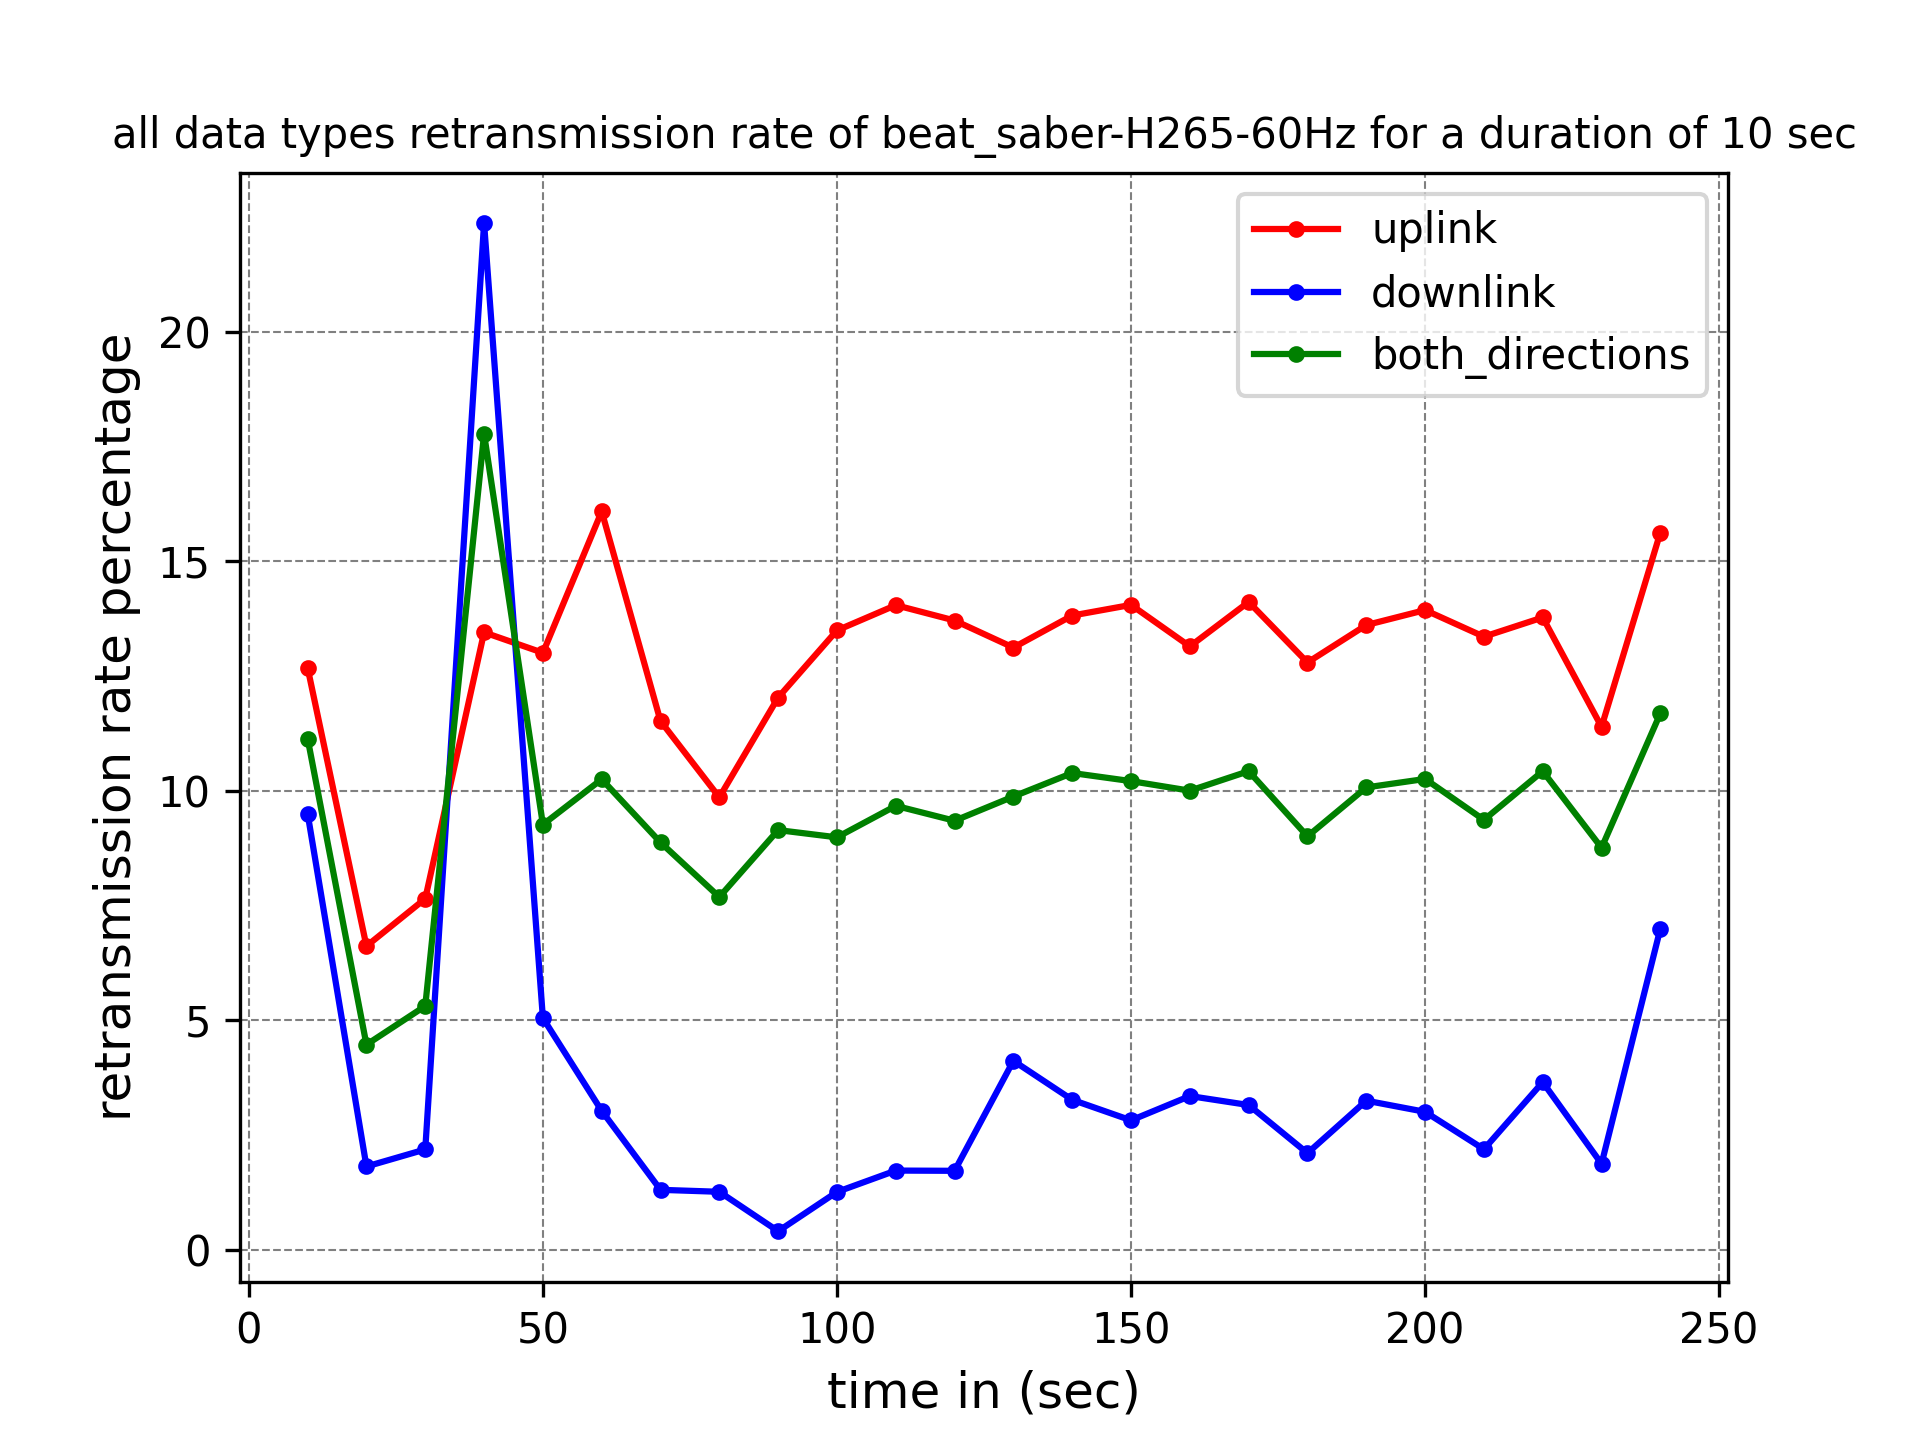 all data types retransmission rate of beat_saber-H265-60Hz for a duration of 10 sec
uplink
downlink
both_directions
retransmission rate percentage
20
15
10
5
0
0 50 100 150 200 250
time in (sec)